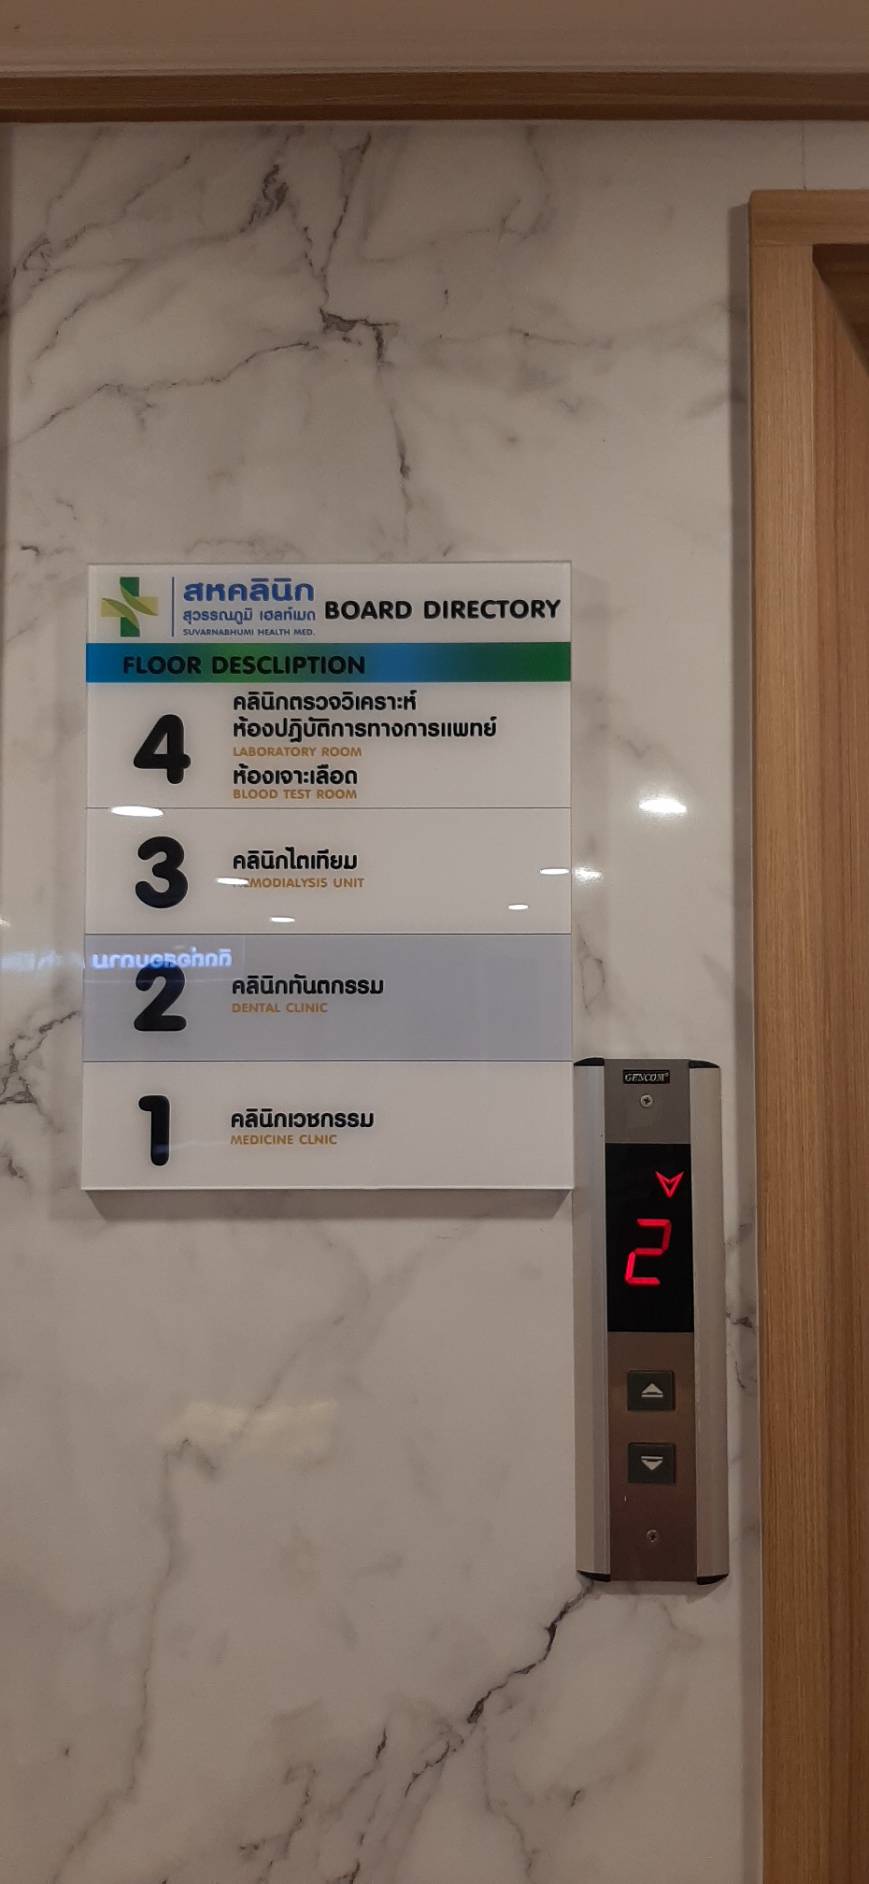 สหคลินิก
สุวรรณภูมิ เฮลท์เมด
SUVARNABHUMI HEALTH MED.
BOARD DIRECTORY
FLOOR DESCLIPTION
4
คลินิกตรวจวิเคราะห์
ห้องปฏิบัติการทางการแพทย์
LABORATORY ROOM
ห้องเจาะเลือด
BLOOD TEST ROOM
3
คลินิกไตเทียม
HEMODIALYSIS UNIT
2
คลินิกทันตกรรม
DENTAL CLINIC
1
คลินิกเวชกรรม
MEDICINE CLNIC
GENCOM
2